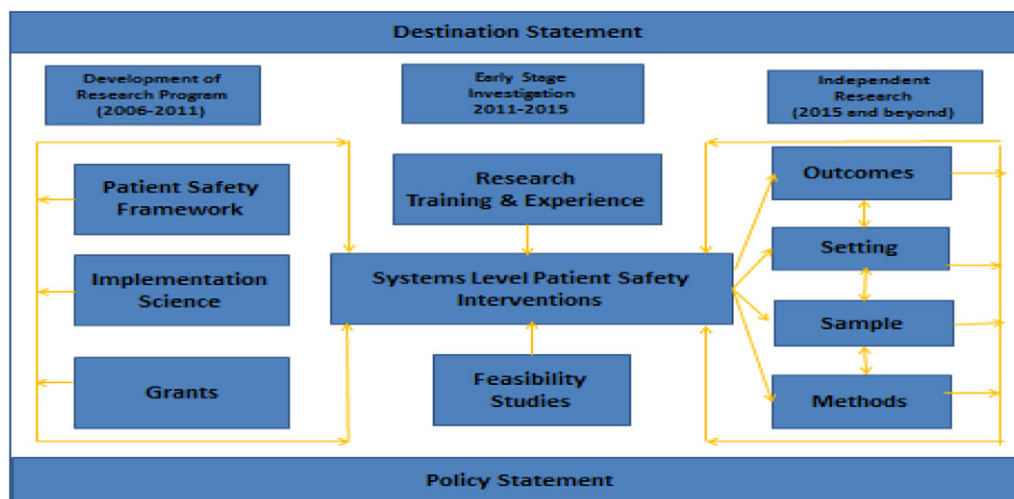 Destination Statement
Development of
Research Program
(2006-2011)
Early Stage
Investigation
2011-2015
Independent
Research
(2015 and beyond)
Patient Safety
Framework
Implementation
Science
Grants
Research
Training & Experience
Systems Level Patient Safety
Interventions
Feasibility
Studies
Outcomes
Setting
Sample
Methods
Policy Statement